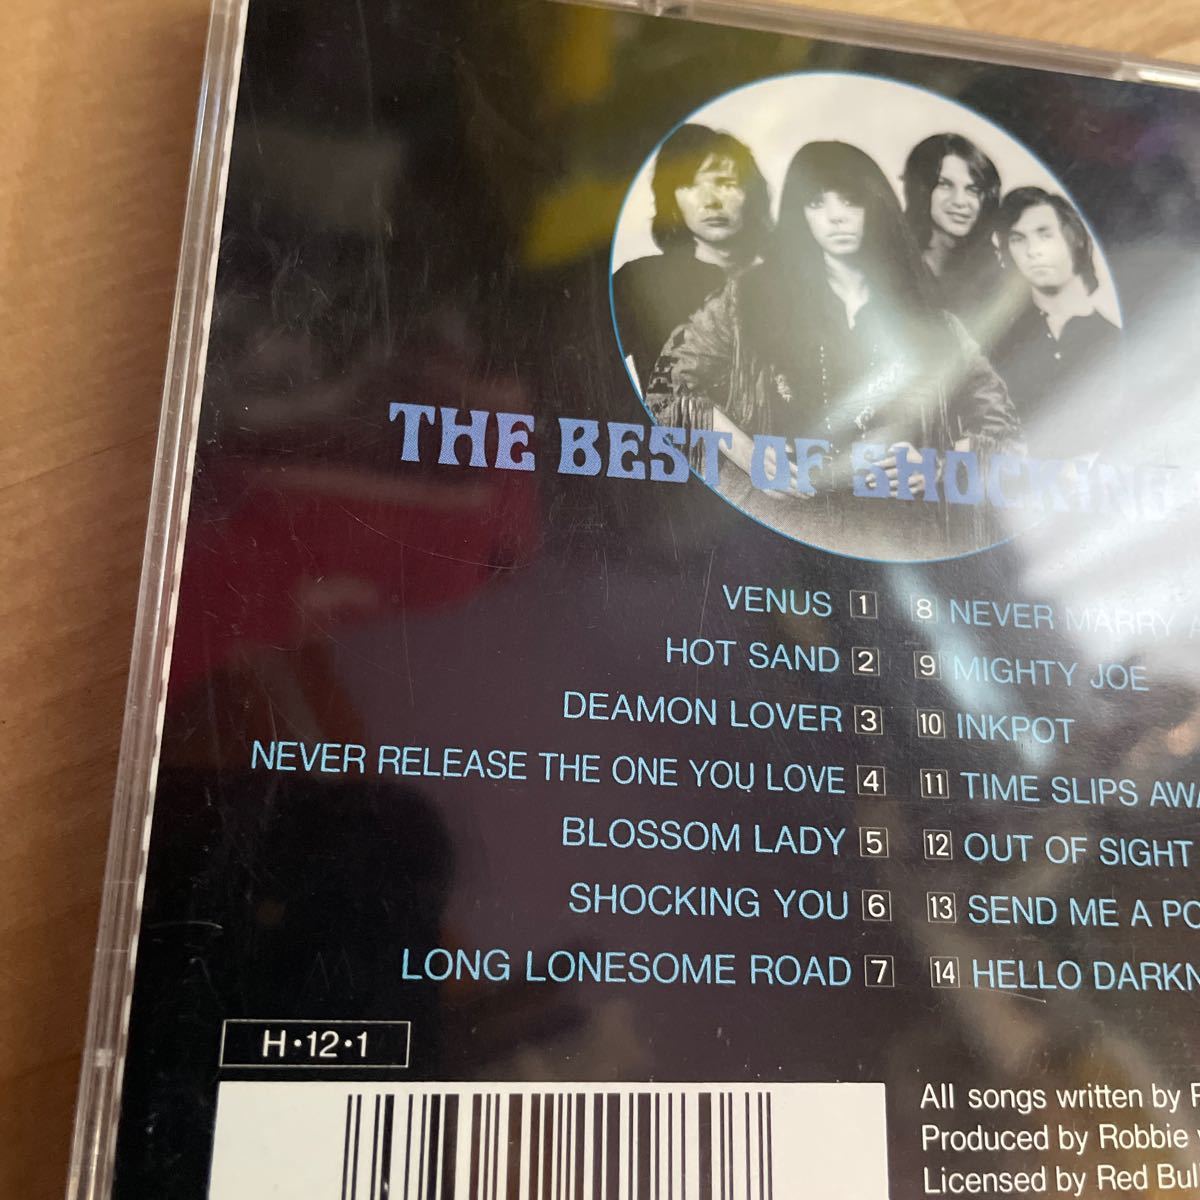 THE BEST OF SHOCKING
VENUS 1
HOT SAND 2
DEAMON LOVER 3
NEVER RELEASE THE ONE YOU LOVE 4
BLOSSOM LADY 5
SHOCKING YOU 6
LONG LONESOME ROAD 7
8 NEVER MARRY
9 MIGHTY JOE
10 INKPOT
11 TIME SLIPS
12 OUT OF SIGHT
13 SEND ME A
14 HELLO
H・12・1
All songs written by
Produced by Robbie
Licensed by Red